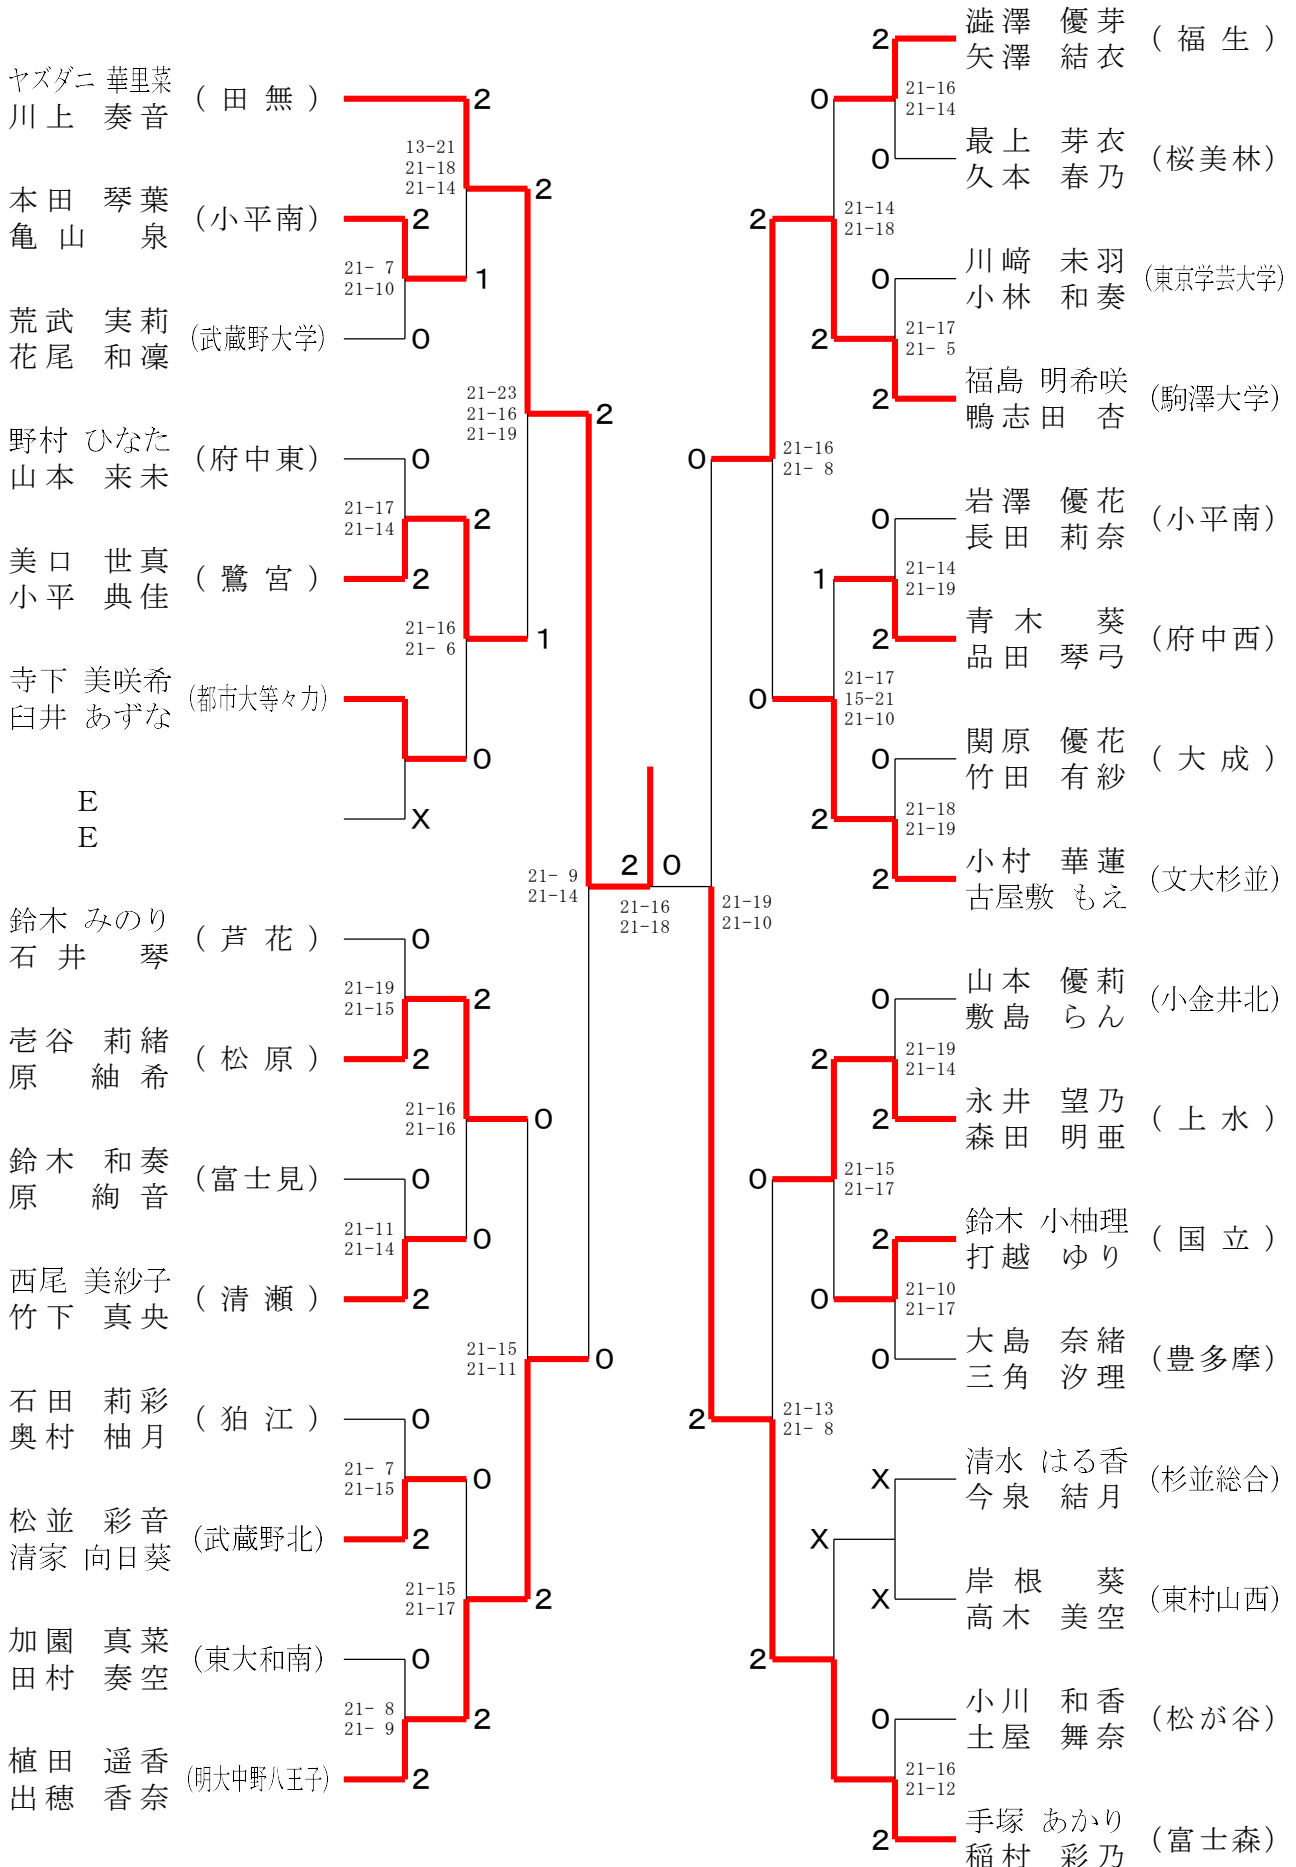 ヤズダニ 華里菜
川上 奏音
(田無)
2
13-21
21-18
21-14
2
本田 琴葉
亀山 泉
(小平南)
2
21- 7
21-10
1
荒武 実莉
花尾 和凜
(武蔵野大学)
0
21-23
21-16
21-19
2
野村 ひなた
山本 来未
(府中東)
0
21-17
21-14
2
美口 世真
小平 典佳
(鷺宮)
2
21-16
21- 6
1
寺下 美咲希
臼井 あずな
(都市大等々力)
0
E
E
X
21- 9
21-14
鈴木 みのり
石井 琴
(芦花)
0
21-19
21-15
2
壱谷 莉緒
原 紬希
(松原)
2
21-16
21-16
0
鈴木 和奏
原 絢音
(富士見)
0
21-11
21-14
0
西尾 美紗子
竹下 真央
(清瀬)
2
21-15
21-11
0
石田 莉彩
奥村 柚月
(狛江)
0
21- 7
21-15
0
松並 彩音
清家 向日葵
(武蔵野北)
2
21-15
21-17
2
加園 真菜
田村 奏空
(東大和南)
0
21- 8
21- 9
2
植田 遥香
出穂 香奈
(明大中野八王子)
2
2 0
21-16
21-18
澁澤 優芽
矢澤 結衣
(福生)
2
0
21-16
21-14
最上 芽衣
久本 春乃
(桜美林)
0
2
21-14
21-18
川﨑 未羽
小林 和奏
(東京学芸大学)
0
2
21-17
21- 5
福島 明希咲
鴨志田 杏
(駒澤大学)
2
0
21-16
21- 8
岩澤 優花
長田 莉奈
(小平南)
0
1
21-14
21-19
青木 葵
品田 琴弓
(府中西)
2
0
21-17
15-21
21-10
関原 優花
竹田 有紗
(大成)
0
2
21-18
21-19
小村 華蓮
古屋敷 もえ
(文大杉並)
2
21-19
21-10
山本 優莉
敷島 らん
(小金井北)
0
2
21-19
21-14
永井 望乃
森田 明亜
(上水)
2
0
21-15
21-17
鈴木 小柚理
打越 ゆり
(国立)
2
0
21-10
21-17
大島 奈緒
三角 汐理
(豊多摩)
0
2
21-13
21- 8
清水 はる香
今泉 結月
(杉並総合)
X
X
岸根 葵
高木 美空
(東村山西)
X
2
小川 和香
土屋 舞奈
(松が谷)
0
21-16
21-12
手塚 あかり
稲村 彩乃
(富士森)
2